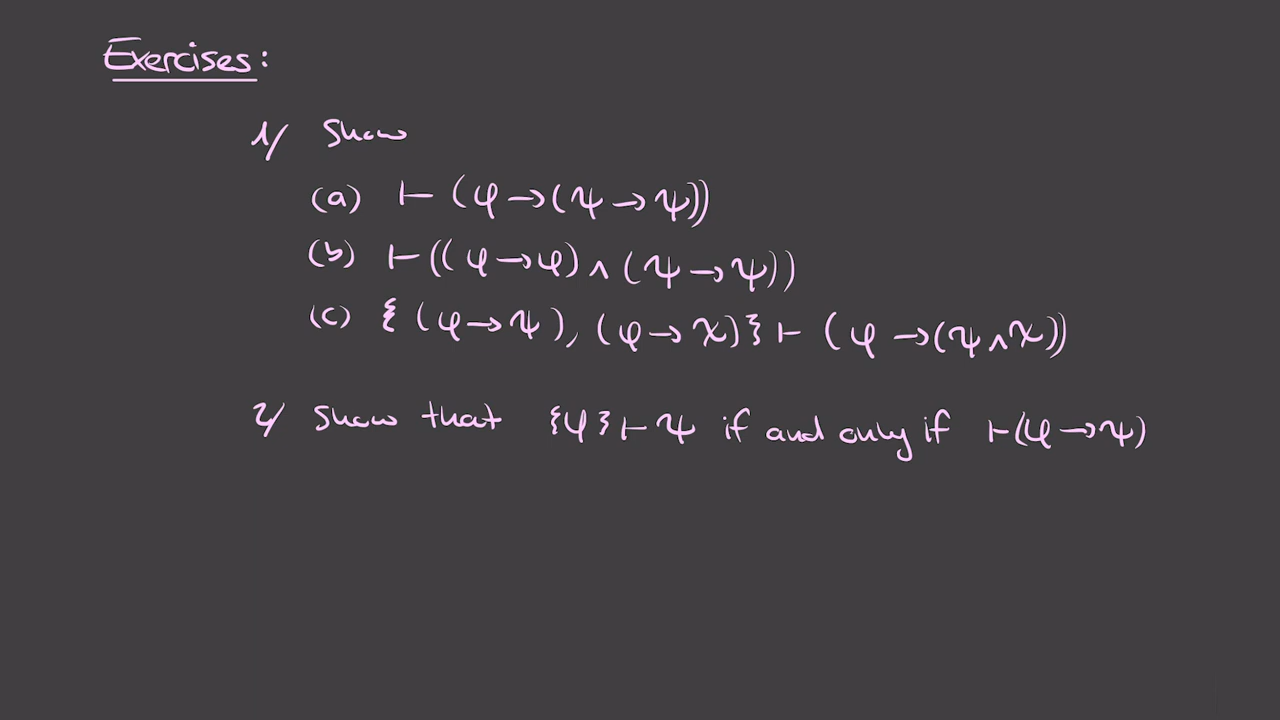 Exercises:
1/ Show
(a) ⊢ (φ→(ψ→ψ))
(b) ⊢((φ→φ)∧(ψ→ψ))
(c) {(φ→ψ), (φ→χ)} ⊢ (φ→(ψ∧χ))
2/ Show that {φ}⊢ψ if and only if ⊢(φ→ψ)